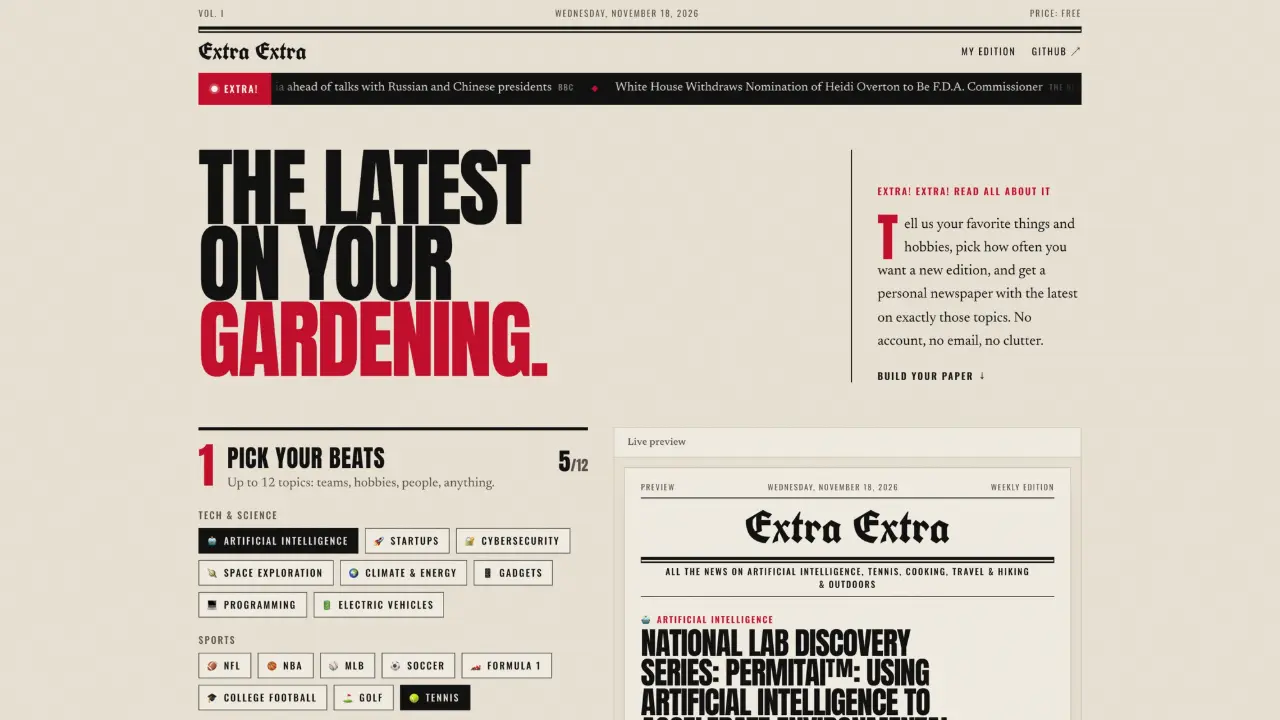 VOL. I
WEDNESDAY, NOVEMBER 18, 2026
PRICE: FREE
Extra Extra
MY EDITION
GITHUB ↗
EXTRA!
ahead of talks with Russian and Chinese presidents BBC
White House Withdraws Nomination of Heidi Overton to Be F.D.A. Commissioner THE
THE LATEST
ON YOUR
GARDENING.
EXTRA! EXTRA! READ ALL ABOUT IT
Tell us your favorite things and
hobbies, pick how often you
want a new edition, and get a
personal newspaper with the latest
on exactly those topics. No
account, no email, no clutter.
BUILD YOUR PAPER ↓
1 PICK YOUR BEATS
5/12
Up to 12 topics: teams, hobbies, people, anything.
TECH & SCIENCE
ARTIFICIAL INTELLIGENCE
STARTUPS
CYBERSECURITY
SPACE EXPLORATION
CLIMATE & ENERGY
GADGETS
PROGRAMMING
ELECTRIC VEHICLES
SPORTS
NFL
NBA
MLB
SOCCER
FORMULA 1
COLLEGE FOOTBALL
GOLF
TENNIS
Live preview
PREVIEW
WEDNESDAY, NOVEMBER 18, 2026
WEEKLY EDITION
Extra Extra
ALL THE NEWS ON ARTIFICIAL INTELLIGENCE, TENNIS, COOKING, TRAVEL & HIKING
& OUTDOORS
ARTIFICIAL INTELLIGENCE
NATIONAL LAB DISCOVERY
SERIES: PERMITAI™: USING
ARTIFICIAL INTELLIGENCE TO